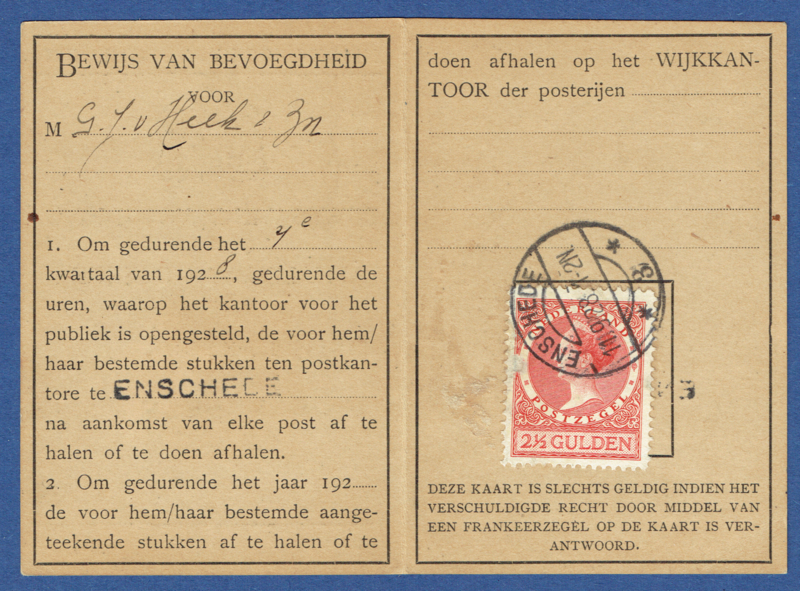 BEWIJS VAN BEVOEGDHEID
VOOR
M G. J. v Heek & Zn
1. Om gedurende het 4e
kwartaal van 1928, gedurende de
uren, waarop het kantoor voor het
publiek is opengesteld, de voor hem/
haar bestemde stukken ten postkan-
tore te ENSCHEDE
na aankomst van elke post af te
halen of te doen afhalen.
2. Om gedurende het jaar 192
de voor hem/haar bestemde aange-
teekende stukken af te halen of te
doen afhalen op het WIJKKAN-
TOOR der posterijen
ENSCHEDE
NEDERLAND
POSTZEGEL
2½ GULDEN
DEZE KAART IS SLECHTS GELDIG INDIEN HET
VERSCHULDIGDE RECHT DOOR MIDDEL VAN
EEN FRANKEERZEGEL OP DE KAART IS VER-
ANTWOORD.